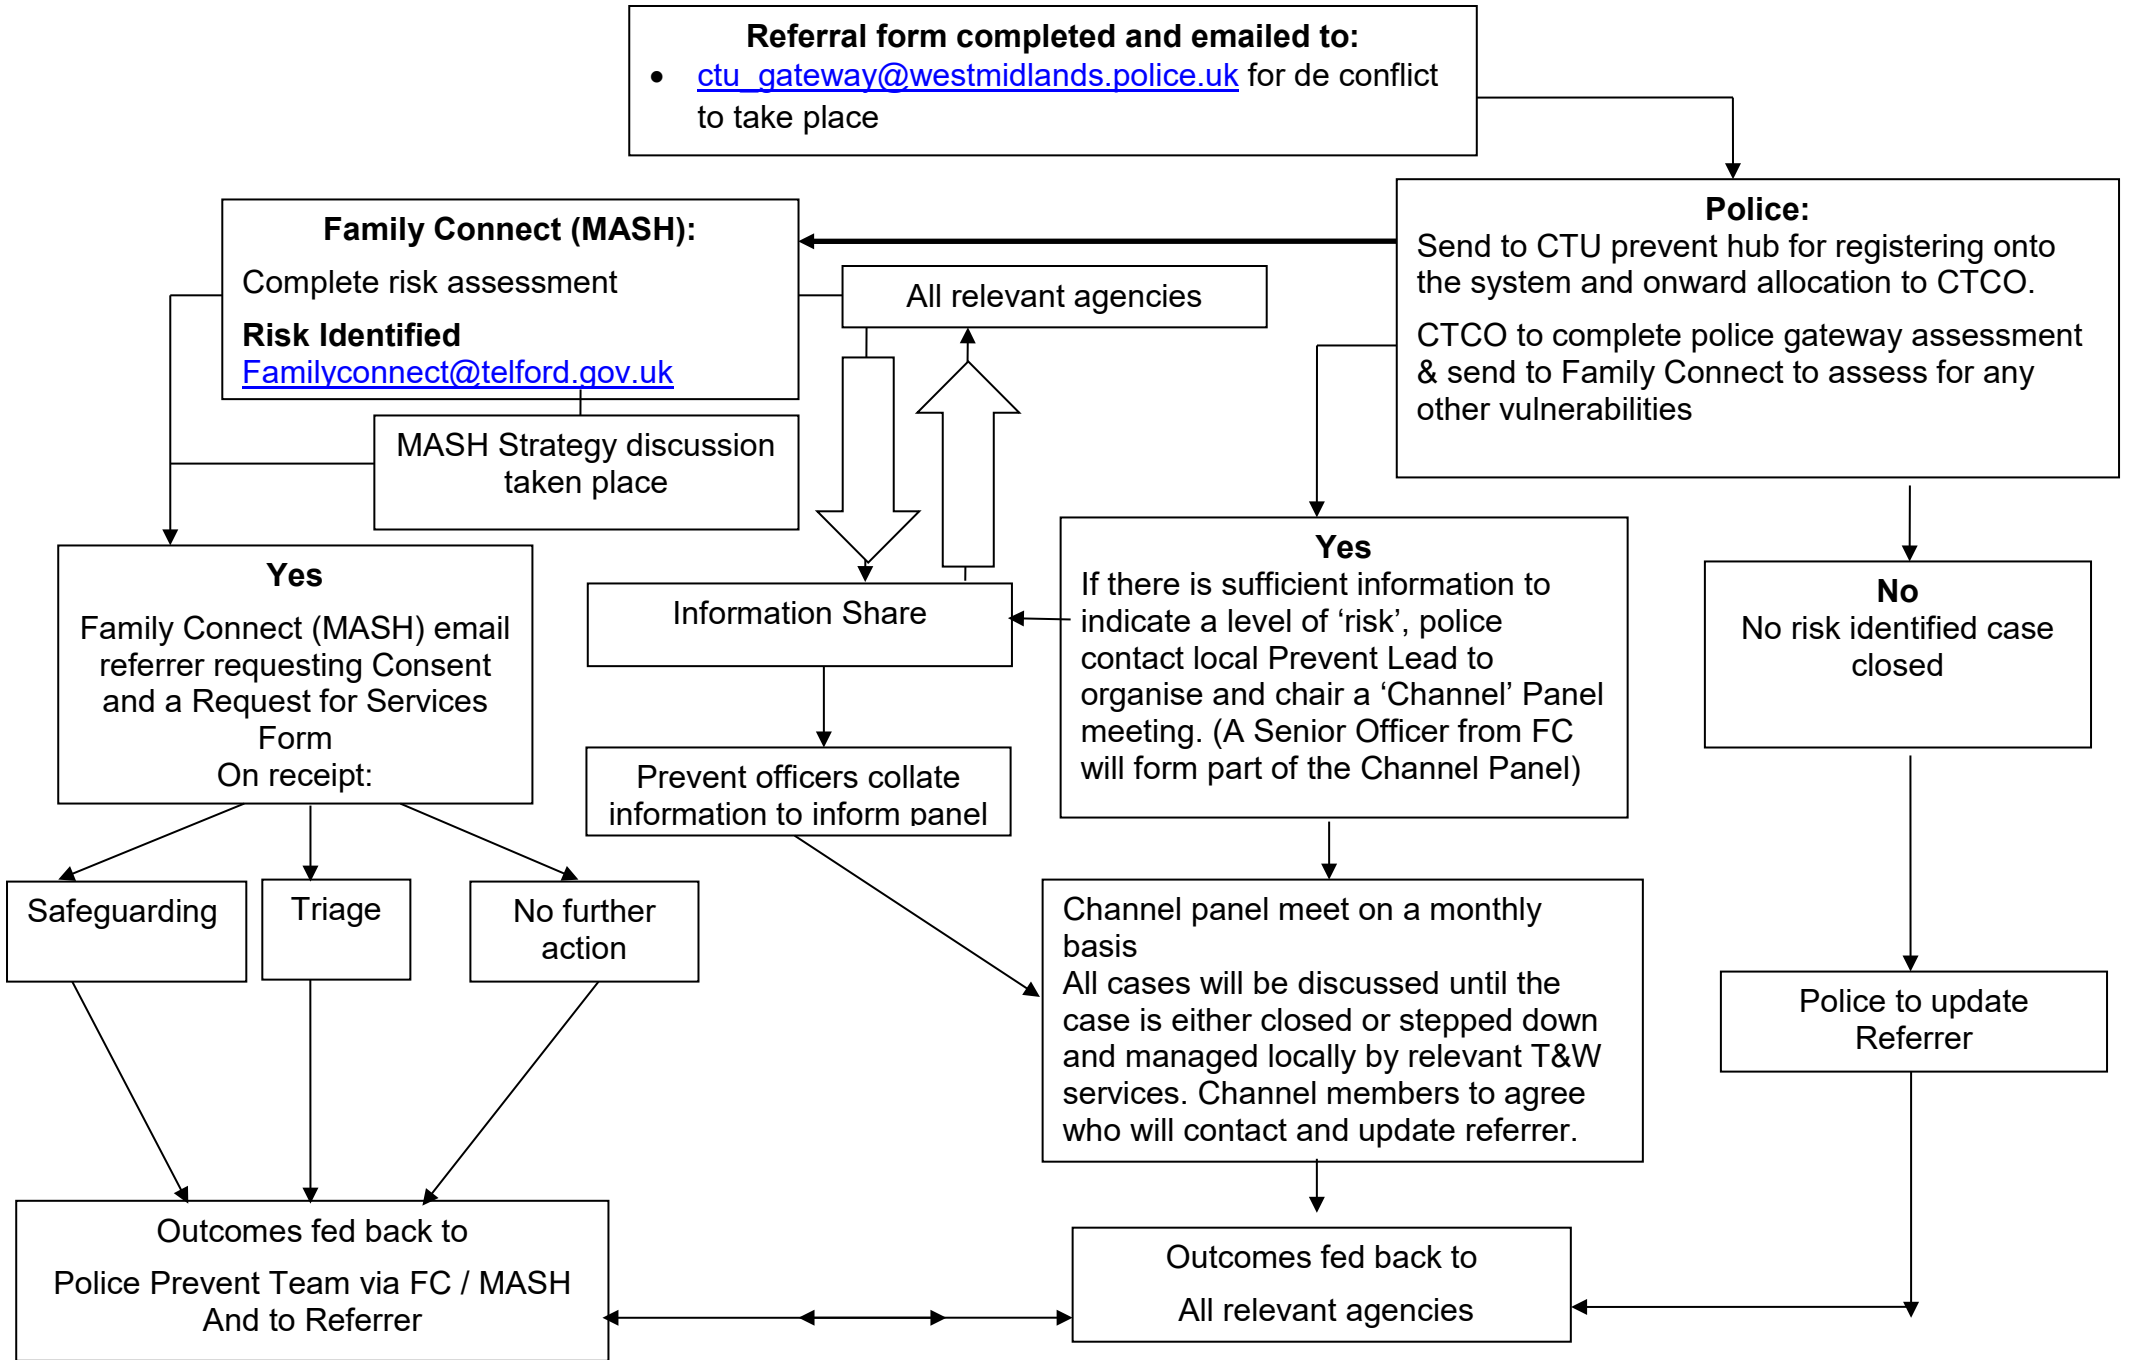 Referral form completed and emailed to:
• ctu_gateway@westmidlands.police.uk for de conflict
to take place
Police:
Send to CTU prevent hub for registering onto
the system and onward allocation to CTCO.
CTCO to complete police gateway assessment
& send to Family Connect to assess for any
other vulnerabilities
Family Connect (MASH):
Complete risk assessment
Risk Identified
Familyconnect@telford.gov.uk
All relevant agencies
MASH Strategy discussion
taken place
Yes
Family Connect (MASH) email
referrer requesting Consent
and a Request for Services
Form
On receipt:
Information Share
Yes
If there is sufficient information to
indicate a level of ‘risk’, police
contact local Prevent Lead to
organise and chair a ‘Channel’ Panel
meeting. (A Senior Officer from FC
will form part of the Channel Panel)
No
No risk identified case
closed
Prevent officers collate
information to inform panel
Safeguarding
Triage
No further
action
Channel panel meet on a monthly
basis
All cases will be discussed until the
case is either closed or stepped down
and managed locally by relevant T&W
services. Channel members to agree
who will contact and update referrer.
Police to update
Referrer
Outcomes fed back to
Police Prevent Team via FC / MASH
And to Referrer
Outcomes fed back to
All relevant agencies